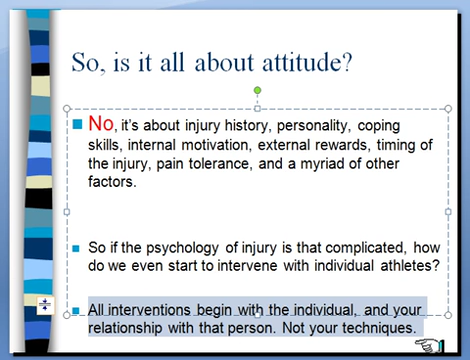 So, is it all about attitude?
No, it's about injury history, personality, coping
skills, internal motivation, external rewards, timing of
the injury, pain tolerance, and a myriad of other
factors.
So if the psychology of injury is that complicated, how
do we even start to intervene with individual athletes?
All interventions begin with the individual, and your
relationship with that person. Not your techniques.